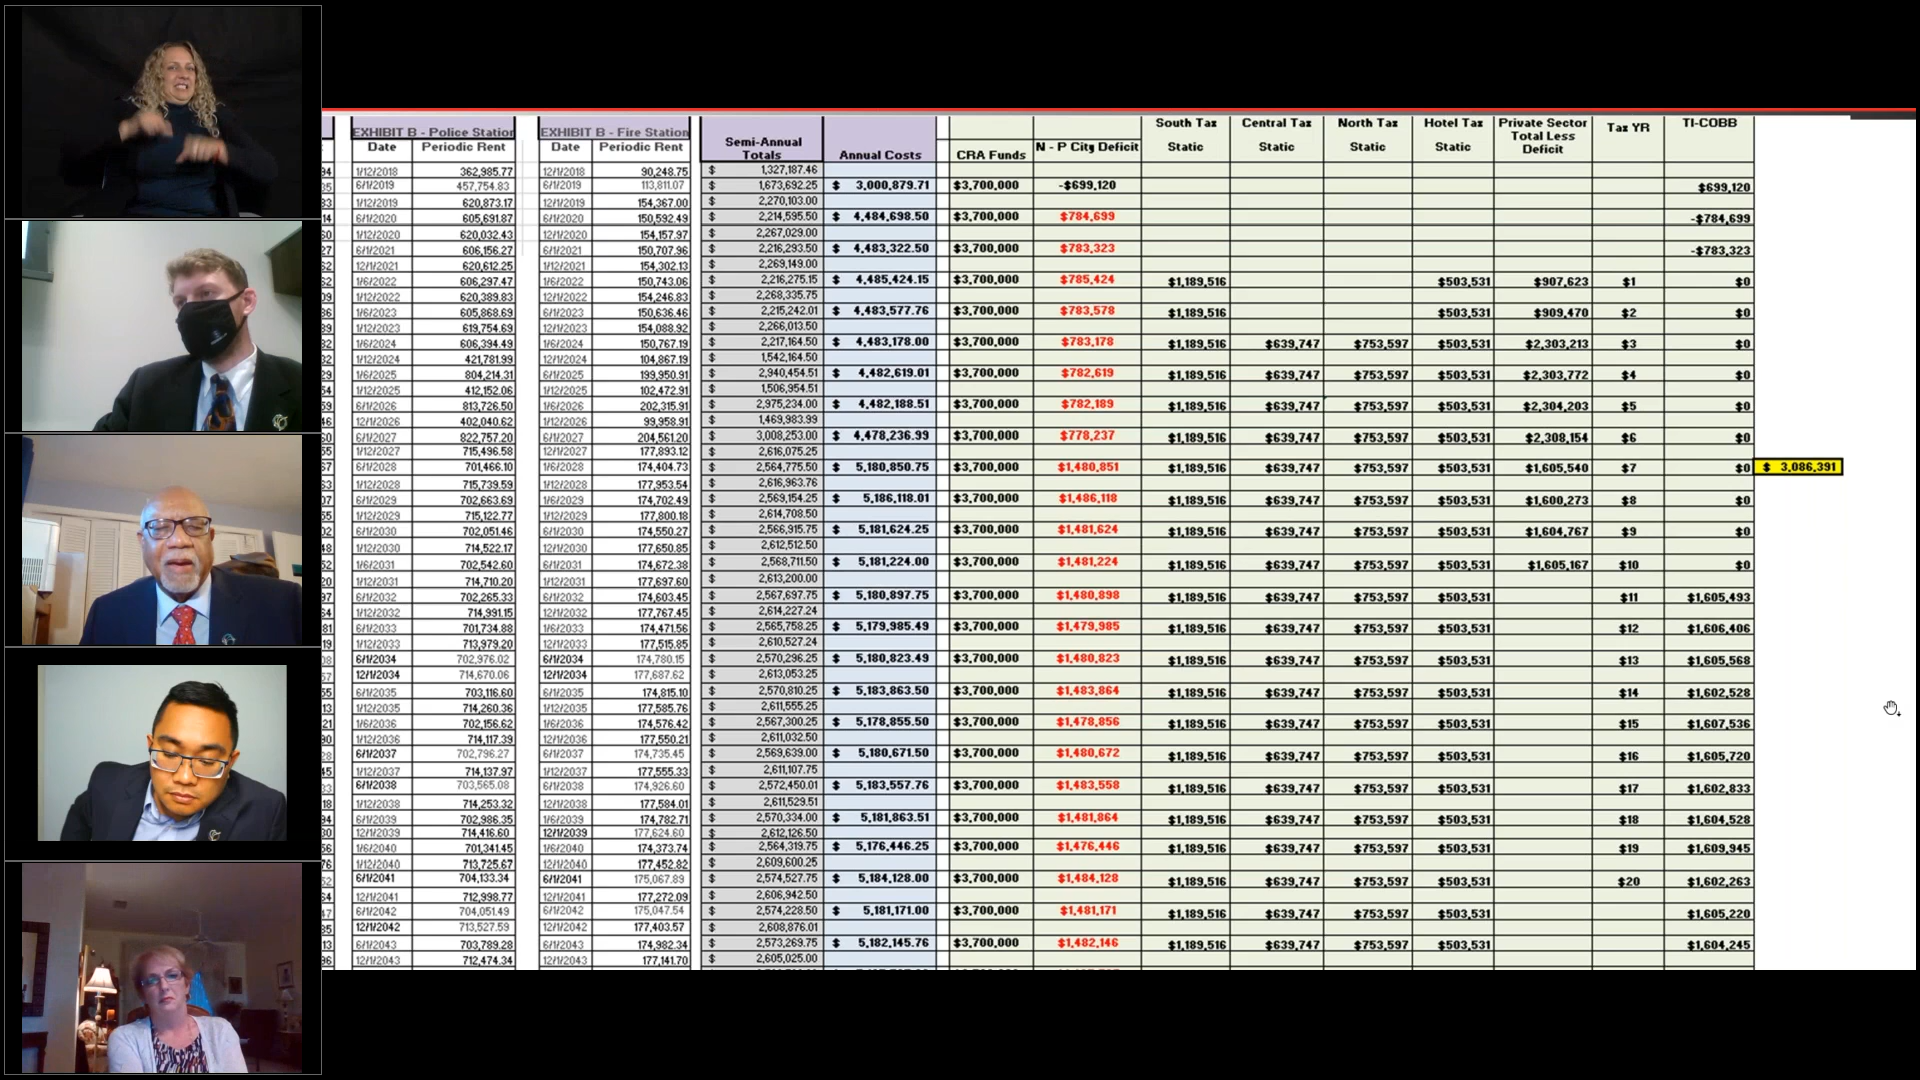 EXHIBIT B - Police Station EXHIBIT B - Fire Station Semi-Annual Totals Annual Costs CRA Funds N - P City Deficit South Tax Static Central Tax Static North Tax Static Hotel Tax Static Private Sector Total Less Deficit Tax YR TI-COBB
Date Periodic Rent Date Periodic Rent
94 1/12/2018 362,985.77 12/1/2018 90,248.75 $ 1,327,187.46
35 6/1/2019 457,754.83 6/1/2019 113,811.07 $ 1,673,692.25 $ 3,000,879.71 $3,700,000 -$699,120 $699,120
33 1/12/2019 620,873.17 12/1/2019 154,367.00 $ 2,270,103.00
14 6/1/2020 605,691.87 6/1/2020 150,592.49 $ 2,214,595.50 $ 4,484,698.50 $3,700,000 $784,699 -$784,699
60 1/12/2020 620,032.43 12/1/2020 154,157.97 $ 2,267,029.00
27 6/1/2021 606,156.27 6/1/2021 150,707.96 $ 2,216,293.50 $ 4,483,322.50 $3,700,000 $783,323 -$783,323
62 12/1/2021 620,612.25 1/12/2021 154,302.13 $ 2,269,149.00
62 1/6/2022 606,297.47 1/6/2022 150,743.06 $ 2,216,275.15 $ 4,485,424.15 $3,700,000 $785,424 $1,189,516 $503,531 $907,623 $1 $0
09 1/12/2022 620,389.83 1/12/2022 154,246.83 $ 2,268,335.75
36 1/6/2023 605,868.69 6/1/2023 150,636.46 $ 2,215,242.01 $ 4,483,577.76 $3,700,000 $783,578 $1,189,516 $503,531 $909,470 $2 $0
39 1/12/2023 619,754.69 12/1/2023 154,088.92 $ 2,266,013.50
32 1/6/2024 606,394.49 1/6/2024 150,767.19 $ 2,217,164.50 $ 4,483,178.00 $3,700,000 $783,178 $1,189,516 $639,747 $753,597 $503,531 $2,303,213 $3 $0
32 1/12/2024 421,781.99 12/1/2024 104,867.19 $ 1,542,164.50
29 1/6/2025 804,214.31 6/1/2025 199,950.91 $ 2,940,454.51 $ 4,482,619.01 $3,700,000 $782,619 $1,189,516 $639,747 $753,597 $503,531 $2,303,772 $4 $0
54 1/12/2025 412,152.06 12/1/2025 102,472.91 $ 1,506,954.51
59 6/1/2026 813,726.50 1/6/2026 202,315.91 $ 2,975,234.00 $ 4,482,188.51 $3,700,000 $782,189 $1,189,516 $639,747 $753,597 $503,531 $2,304,203 $5 $0
46 12/1/2026 402,040.62 1/12/2026 99,958.91 $ 1,469,983.99
60 6/1/2027 822,757.20 6/1/2027 204,561.20 $ 3,008,253.00 $ 4,478,236.99 $3,700,000 $778,237 $1,189,516 $639,747 $753,597 $503,531 $2,308,154 $6 $0
55 1/12/2027 715,496.58 12/1/2027 177,893.12 $ 2,616,075.25
67 6/1/2028 701,466.10 1/6/2028 174,404.73 $ 2,564,775.50 $ 5,180,850.75 $3,700,000 $1,480,851 $1,189,516 $639,747 $753,597 $503,531 $1,605,540 $7 $0 $ 3,086,391
63 1/12/2028 715,739.59 12/1/2028 177,953.54 $ 2,616,963.76
07 6/1/2029 702,663.69 6/1/2029 174,702.49 $ 2,569,154.25 5,186,118.01 $3,700,000 $1,486,118 $1,189,516 $639,747 $753,597 $503,531 $1,600,273 $8 $0
55 1/12/2029 715,122.77 1/12/2029 177,800.18 $ 2,614,708.50
02 6/1/2030 702,051.46 6/1/2030 174,550.27 $ 2,566,915.75 $ 5,181,624.25 $3,700,000 $1,481,624 $1,189,516 $639,747 $753,597 $503,531 $1,604,767 $9 $0
48 1/12/2030 714,522.17 12/1/2030 177,650.85 $ 2,612,512.50
52 1/6/2031 702,542.60 6/1/2031 174,672.38 $ 2,568,711.50 $ 5,181,224.00 $3,700,000 $1,481,224 $1,189,516 $639,747 $753,597 $503,531 $1,605,167 $10 $0
20 1/12/2031 714,710.20 12/1/2031 177,697.60 $ 2,613,200.00
97 1/6/2032 702,265.33 6/1/2032 174,603.45 $ 2,567,697.75 $ 5,180,897.75 $3,700,000 $1,480,898 $1,189,516 $639,747 $753,597 $503,531 $11 $1,605,493
64 1/12/2032 714,991.15 12/1/2032 177,767.45 $ 2,614,227.24
81 6/1/2033 701,734.88 1/6/2033 174,471.56 $ 2,565,758.25 $ 5,179,985.49 $3,700,000 $1,479,985 $1,189,516 $639,747 $753,597 $503,531 $12 $1,606,406
19 1/12/2033 713,979.20 12/1/2033 177,515.85 $ 2,610,527.24
08 6/1/2034 702,976.02 6/1/2034 174,780.15 $ 2,570,296.25 $ 5,180,823.49 $3,700,000 $1,480,823 $1,189,516 $639,747 $753,597 $503,531 $13 $1,605,568
57 12/1/2034 714,670.06 12/1/2034 177,687.62 $ 2,613,053.25
55 6/1/2035 703,116.60 6/1/2035 174,815.10 $ 2,570,810.25 $ 5,183,863.50 $3,700,000 $1,483,864 $1,189,516 $639,747 $753,597 $503,531 $14 $1,602,528
13 1/12/2035 714,260.36 12/1/2035 177,585.76 $ 2,611,555.25
21 1/6/2036 702,156.62 6/1/2036 174,576.42 $ 2,567,300.25 $ 5,178,855.50 $3,700,000 $1,478,856 $1,189,516 $639,747 $753,597 $503,531 $15 $1,607,536
90 1/12/2036 714,117.39 12/1/2036 177,550.21 $ 2,611,032.50
28 6/1/2037 702,796.27 6/1/2037 174,735.45 $ 2,569,639.00 $ 5,180,671.50 $3,700,000 $1,480,672 $1,189,516 $639,747 $753,597 $503,531 $16 $1,605,720
45 1/12/2037 714,137.97 1/12/2037 177,555.33 $ 2,611,107.75
33 6/1/2038 703,565.08 6/1/2038 174,926.60 $ 2,572,450.01 $ 5,183,557.76 $3,700,000 $1,483,558 $1,189,516 $639,747 $753,597 $503,531 $17 $1,602,833
18 1/12/2038 714,253.32 12/1/2038 177,584.01 $ 2,611,529.51
94 6/1/2039 702,986.35 1/6/2039 174,782.71 $ 2,570,334.00 $ 5,181,863.51 $3,700,000 $1,481,864 $1,189,516 $639,747 $753,597 $503,531 $18 $1,604,528
30 12/1/2039 714,416.60 12/1/2039 177,624.60 $ 2,612,126.50
56 1/6/2040 701,341.45 1/6/2040 174,373.74 $ 2,564,319.75 $ 5,176,446.25 $3,700,000 $1,476,446 $1,189,516 $639,747 $753,597 $503,531 $19 $1,609,945
76 1/12/2040 713,725.67 12/1/2040 177,452.82 $ 2,609,600.25
52 6/1/2041 704,133.34 6/1/2041 175,067.89 $ 2,574,527.75 $ 5,184,128.00 $3,700,000 $1,484,128 $1,189,516 $639,747 $753,597 $503,531 $20 $1,602,263
64 12/1/2041 712,998.77 12/1/2041 177,272.09 $ 2,606,942.50
47 6/1/2042 704,051.49 6/1/2042 175,047.54 $ 2,574,228.50 $ 5,181,171.00 $3,700,000 $1,481,171 $1,189,516 $639,747 $753,597 $503,531 $1,605,220
35 12/1/2042 713,527.59 12/1/2042 177,403.57 $ 2,608,876.01
13 6/1/2043 703,789.28 6/1/2043 174,982.34 $ 2,573,269.75 $ 5,182,145.76 $3,700,000 $1,482,146 $1,189,516 $639,747 $753,597 $503,531 $1,604,245
96 12/1/2043 712,474.34 12/1/2043 177,141.70 $ 2,605,025.00